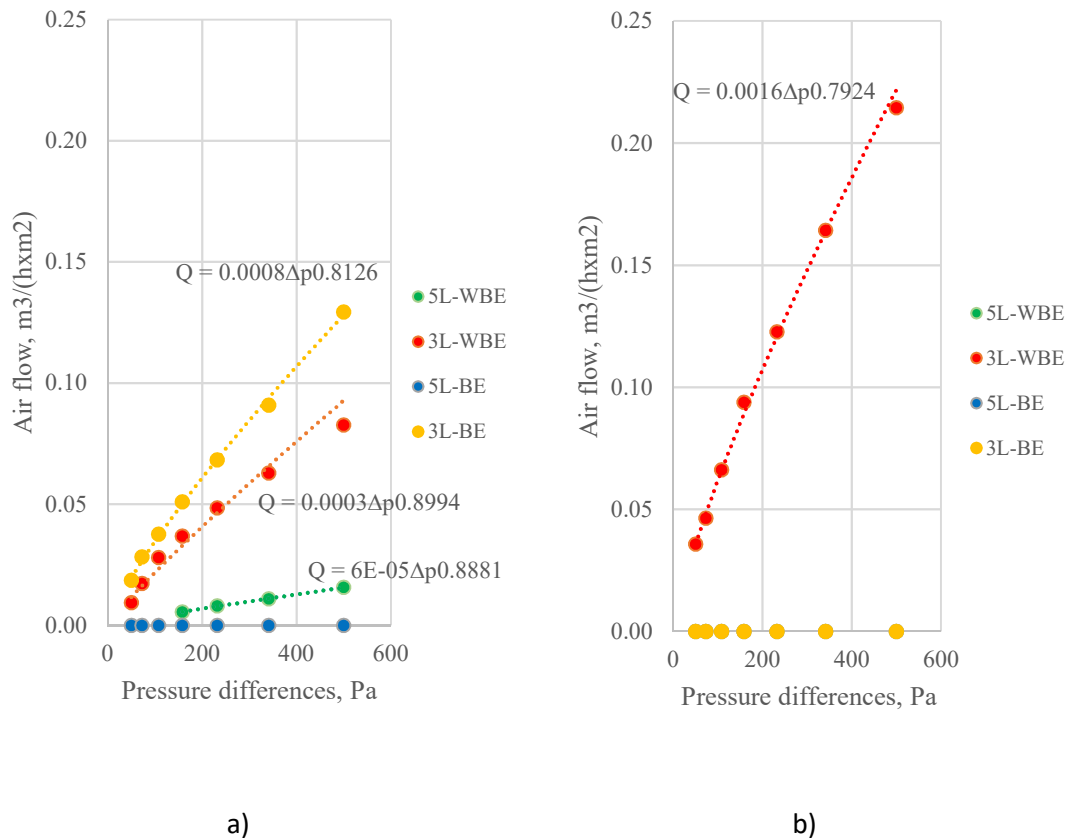 0.25
0.20
0.15
0.10
0.05
0.00
Air flow, m3/(hxm2)
Q = 0.0008Δp0.8126
Q = 0.0003Δp0.8994
Q = 6E-05Δp0.8881
0 200 400 600
Pressure differences, Pa
5L-WBE
3L-WBE
5L-BE
3L-BE
a)
0.25
0.20
0.15
0.10
0.05
0.00
Air flow, m3/(hxm2)
Q = 0.0016Δp0.7924
0 200 400 600
Pressure differences, Pa
5L-WBE
3L-WBE
5L-BE
3L-BE
b)